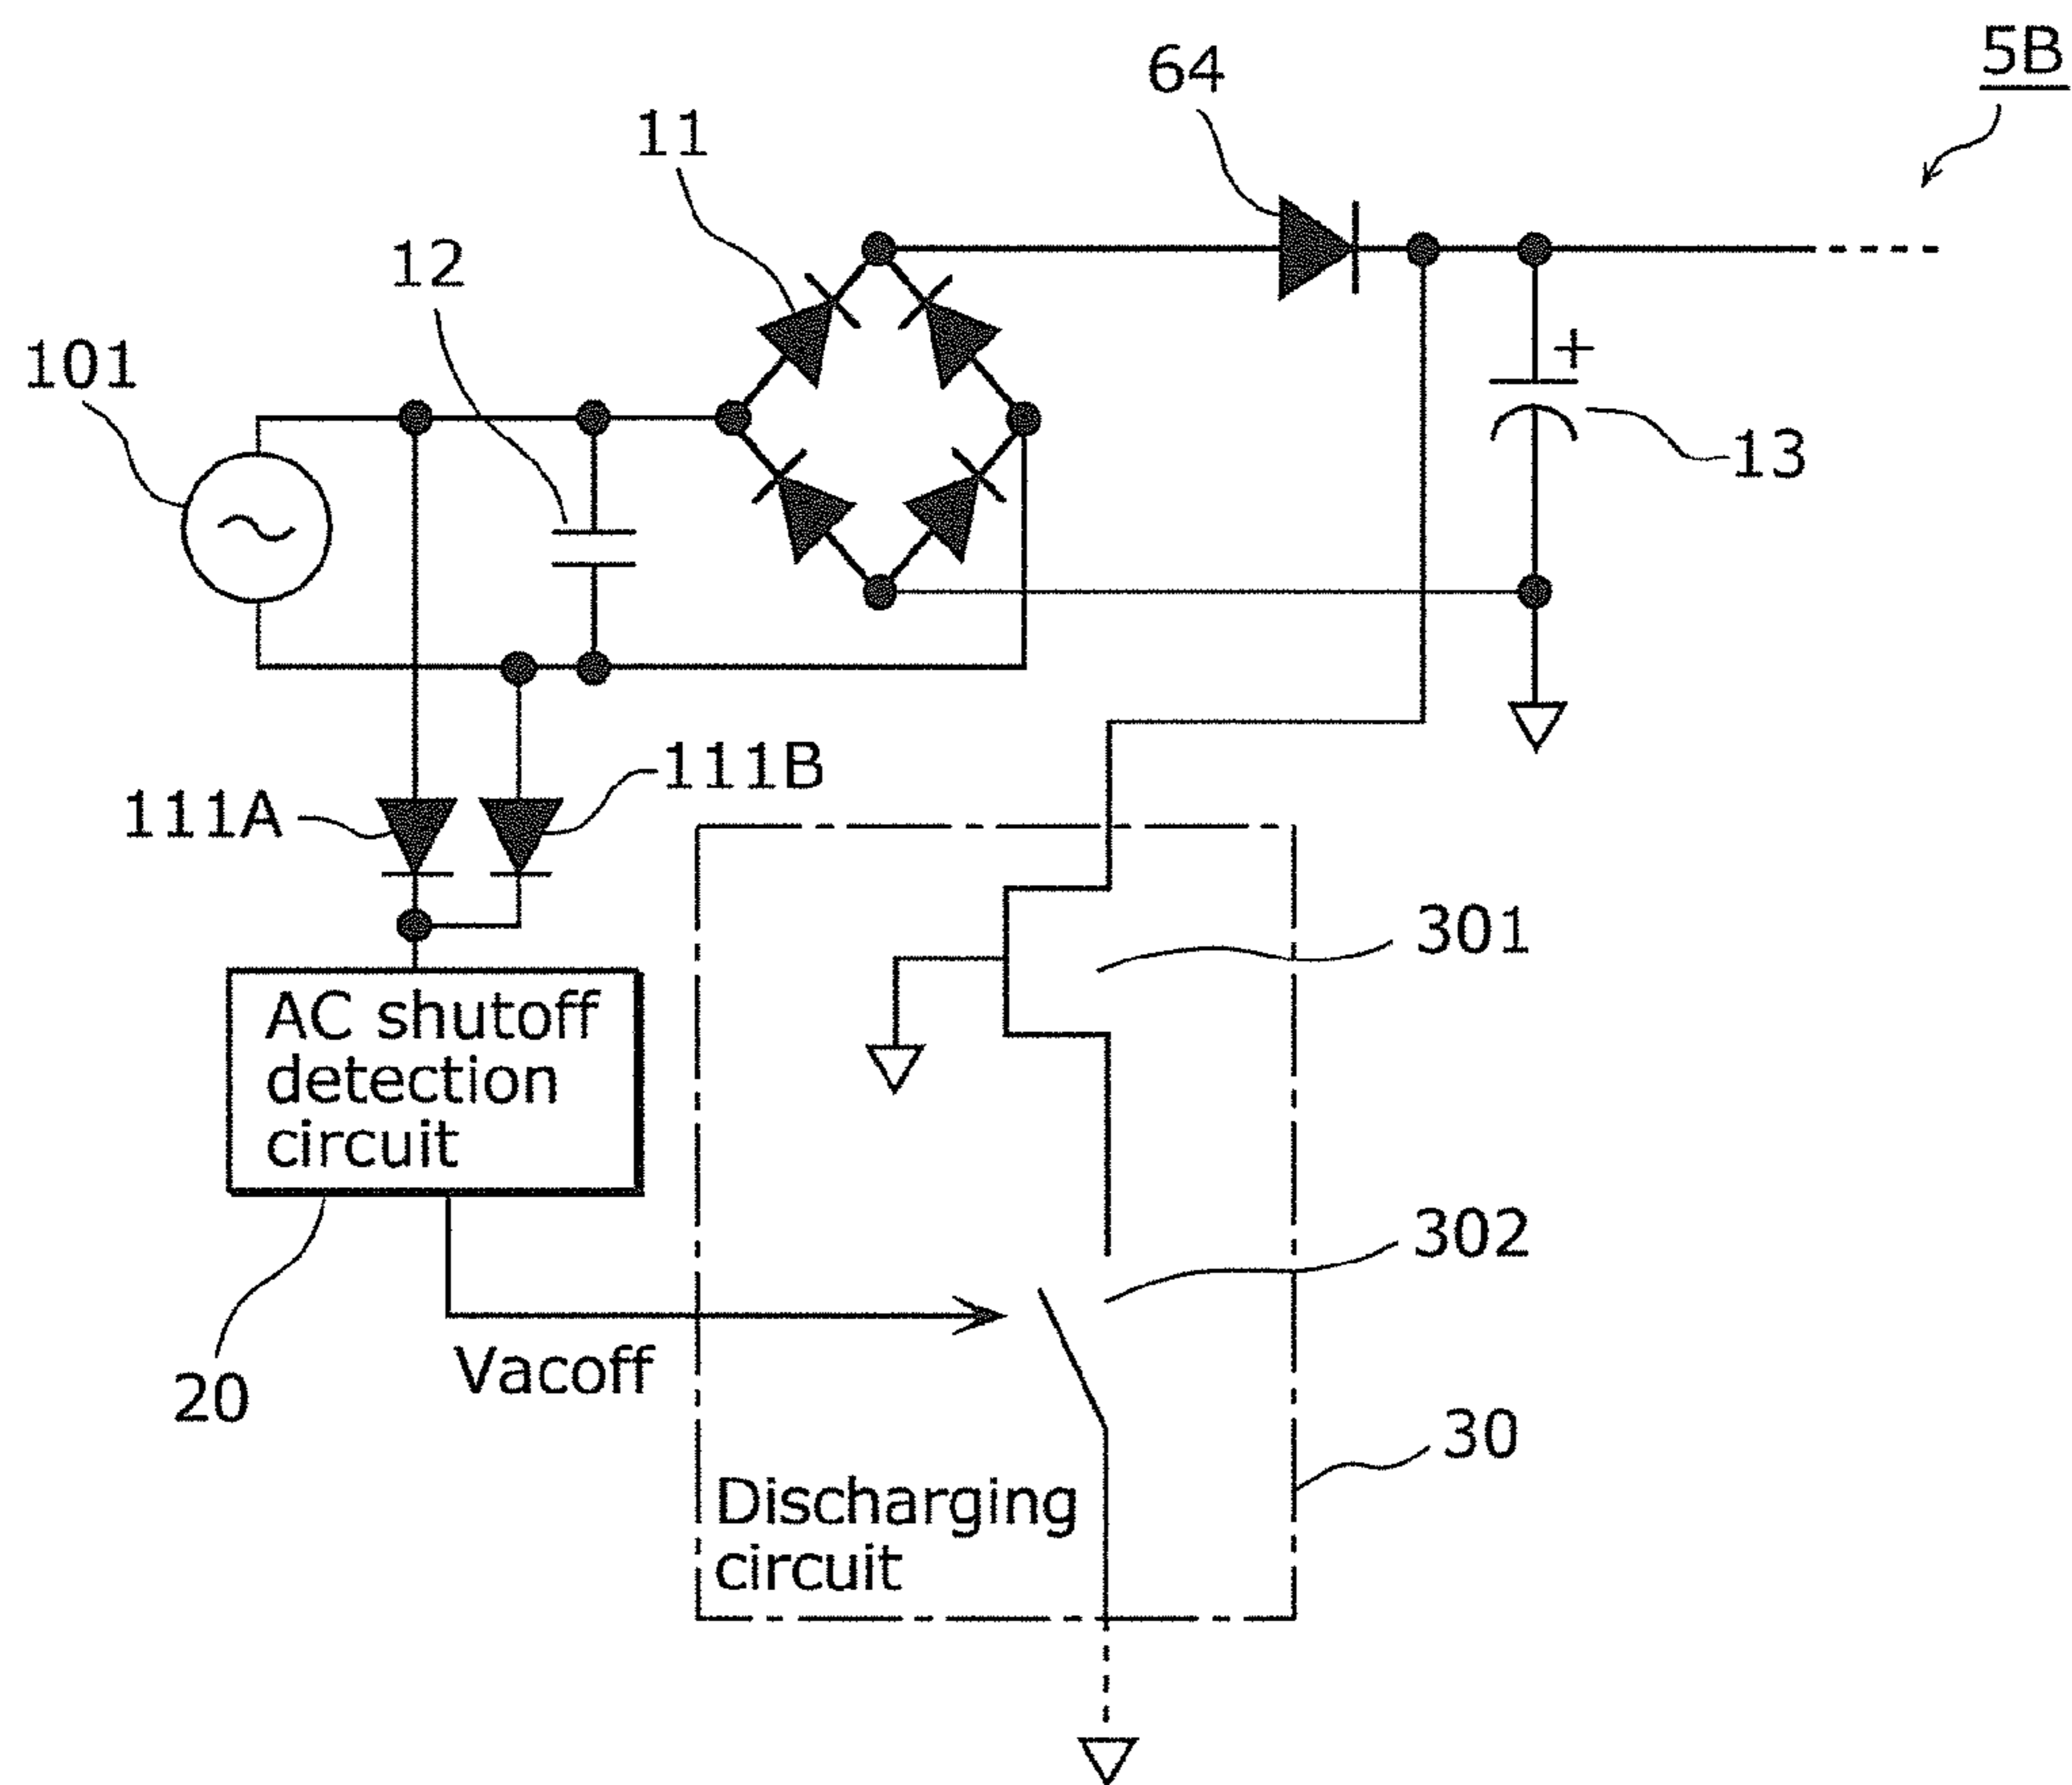 5B
64
11
12
101
+
13
111B
111A
301
AC shutoff
detection
circuit
302
Vacoff
20
30
Discharging
circuit